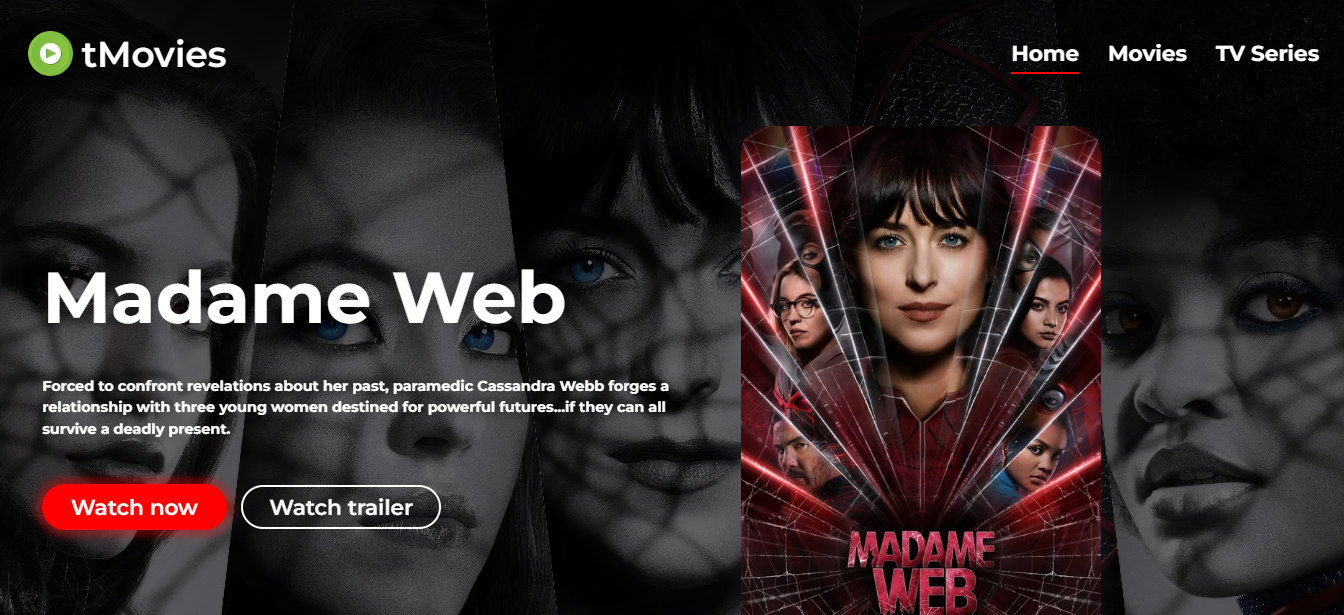 tMovies
Home Movies TV Series
Madame Web
Forced to confront revelations about her past, paramedic Cassandra Webb forges a
relationship with three young women destined for powerful futures...if they can all
survive a deadly present.
Watch now Watch trailer
MADAME
WEB